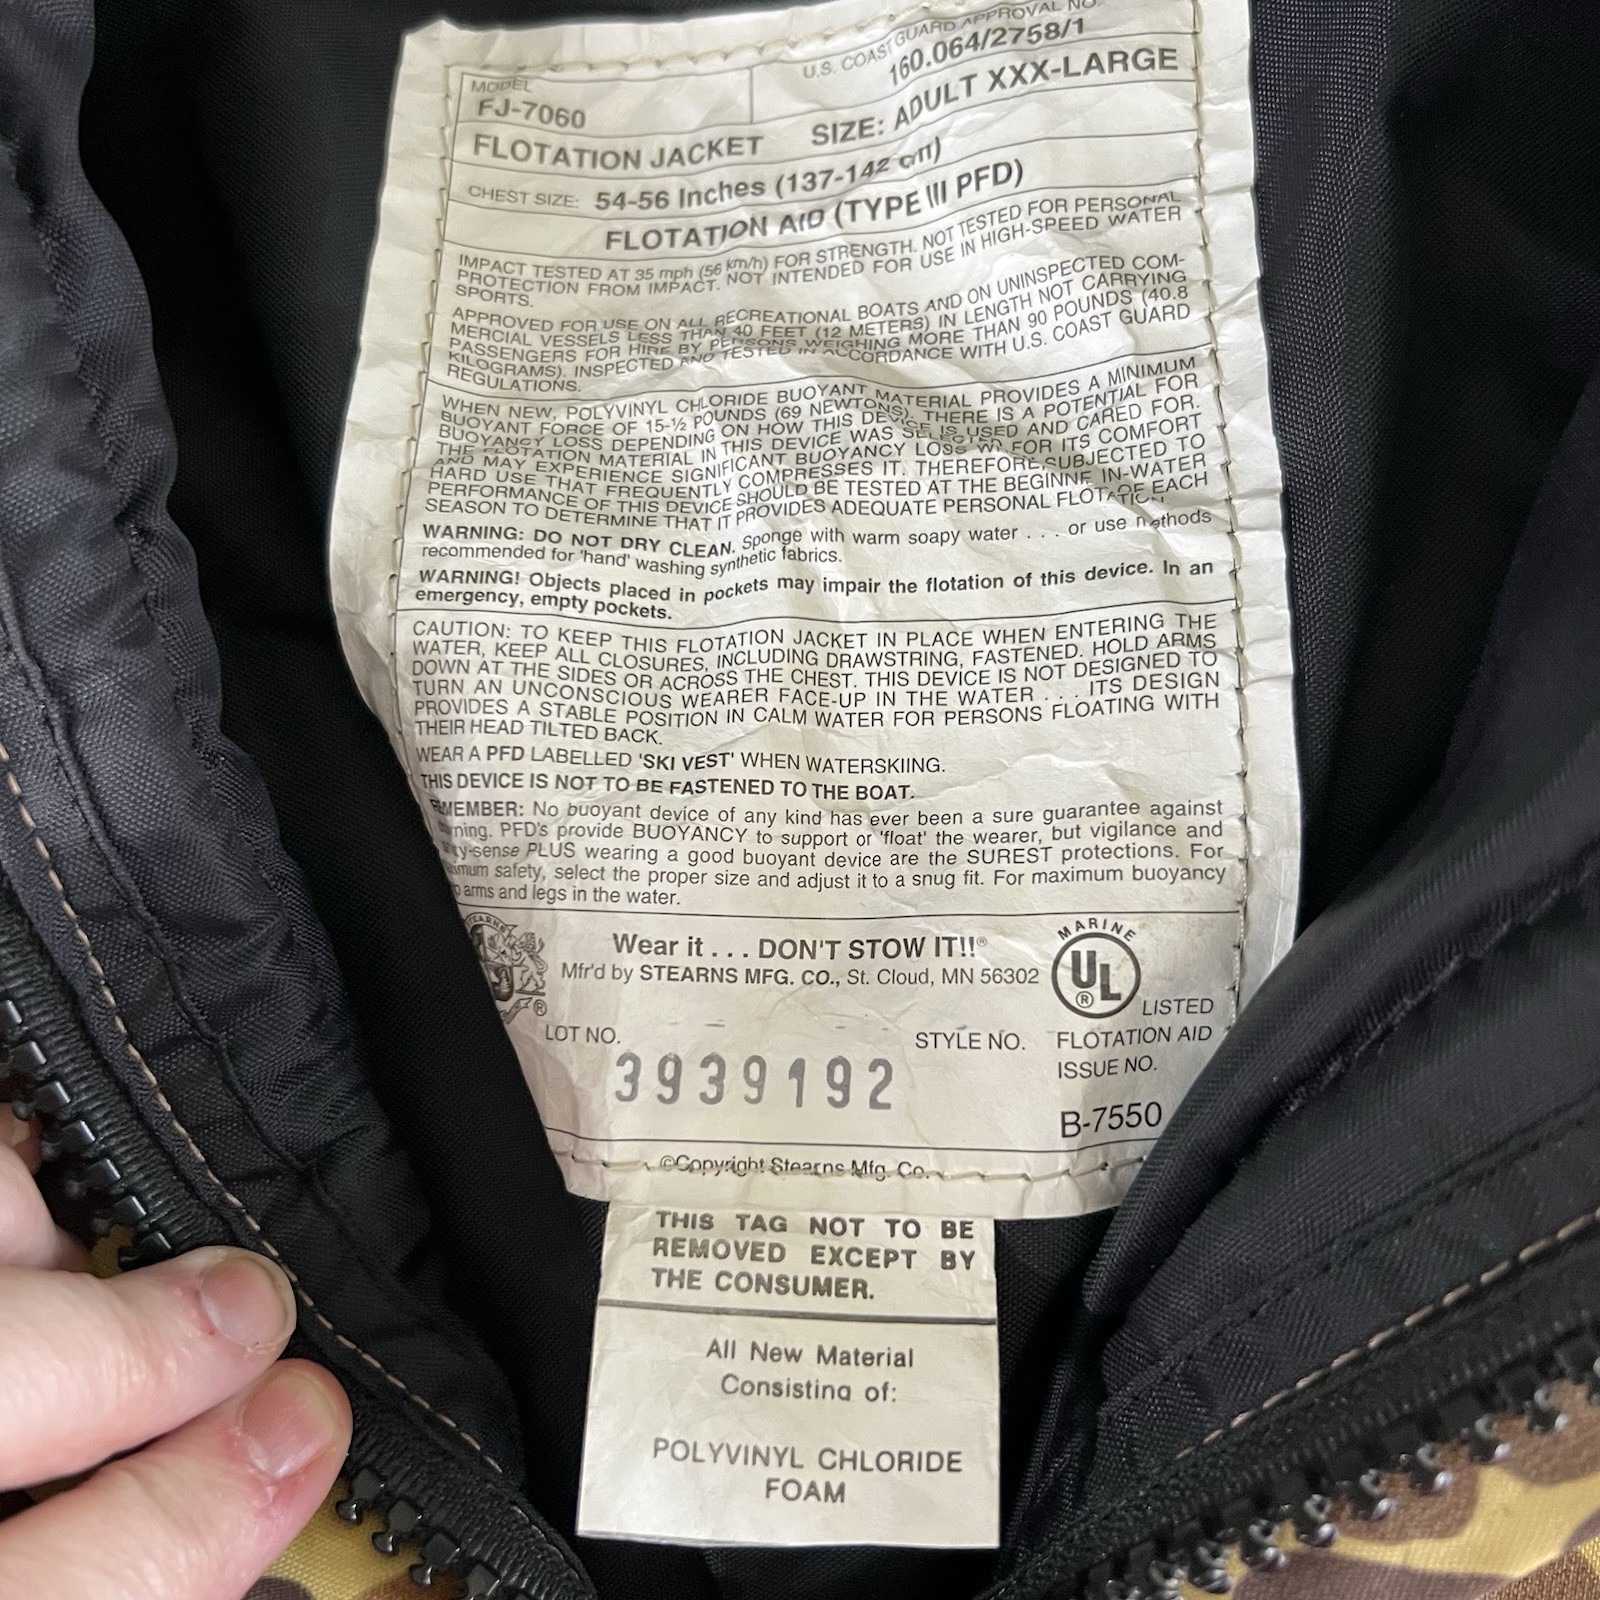 MODEL
FJ-7060
U.S. COAST GUARD APPROVAL NO.
160.064/2758/1
FLOTATION JACKET SIZE: ADULT XXX-LARGE
CHEST SIZE: 54-56 Inches (137-142 cm)
FLOTATION AID (TYPE III PFD)
IMPACT TESTED AT 35 mph (56 km/h) FOR STRENGTH. NOT TESTED FOR PERSONAL
PROTECTION FROM IMPACT. NOT INTENDED FOR USE IN HIGH-SPEED WATER
SPORTS.
APPROVED FOR USE ON ALL RECREATIONAL BOATS AND ON UNINSPECTED COM-
MERCIAL VESSELS LESS THAN 40 FEET (12 METERS) IN LENGTH NOT CARRYING
PASSENGERS FOR HIRE BY PERSONS WEIGHING MORE THAN 90 POUNDS (40.8
KILOGRAMS). INSPECTED AND TESTED IN ACCORDANCE WITH U.S. COAST GUARD
REGULATIONS.
WHEN NEW, POLYVINYL CHLORIDE BUOYANT MATERIAL PROVIDES A MINIMUM
BUOYANT FORCE OF 15-½ POUNDS (69 NEWTONS). THERE IS A POTENTIAL FOR
BUOYANCY LOSS DEPENDING ON HOW THIS DEVICE IS USED AND CARED FOR.
THE FLOTATION MATERIAL IN THIS DEVICE WAS SELECTED FOR ITS COMFORT
AND MAY EXPERIENCE SIGNIFICANT BUOYANCY LOSS SUBJECTED TO
HARD USE THAT FREQUENTLY COMPRESSES IT. THEREFORE IN-WATER
PERFORMANCE OF THIS DEVICE SHOULD BE TESTED AT THE OF EACH
SEASON TO DETERMINE THAT IT PROVIDES ADEQUATE PERSONAL FLOTATION.
WARNING: DO NOT DRY CLEAN. Sponge with warm soapy water . . . or use methods
recommended for 'hand' washing synthetic fabrics.
WARNING! Objects placed in pockets may impair the flotation of this device. In an
emergency, empty pockets.
CAUTION: TO KEEP THIS FLOTATION JACKET IN PLACE WHEN ENTERING THE
WATER, KEEP ALL CLOSURES, INCLUDING DRAWSTRING, FASTENED. HOLD ARMS
DOWN AT THE SIDES OR ACROSS THE CHEST. THIS DEVICE IS NOT DESIGNED TO
TURN AN UNCONSCIOUS WEARER FACE-UP IN THE WATER . . . ITS DESIGN
PROVIDES A STABLE POSITION IN CALM WATER FOR PERSONS FLOATING WITH
THEIR HEAD TILTED BACK.
WEAR A PFD LABELLED 'SKI VEST' WHEN WATERSKIING.
THIS DEVICE IS NOT TO BE FASTENED TO THE BOAT.
REMEMBER: No buoyant device of any kind has ever been a sure guarantee against
PFD's provide BUOYANCY to support or 'float' the wearer, but vigilance and
PLUS wearing a good buoyant device are the SUREST protections. For
safety, select the proper size and adjust it to a snug fit. For maximum buoyancy
arms and legs in the water.
STEARNS
Wear it . . . DON'T STOW IT!!®
Mfr'd by STEARNS MFG. CO., St. Cloud, MN 56302
MARINE
UL
®
LISTED
®
LOT NO.
3939192
STYLE NO.
FLOTATION AID
ISSUE NO.
B-7550
©Copyright Stearns Mfg. Co.
THIS TAG NOT TO BE
REMOVED EXCEPT BY
THE CONSUMER.
All New Material
Consisting of:
POLYVINYL CHLORIDE
FOAM